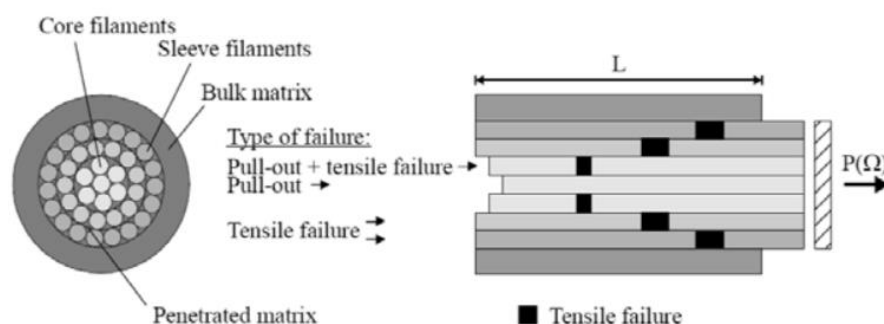 Core filaments
Sleeve filaments
Bulk matrix
Type of failure:
Pull-out + tensile failure
Pull-out
Tensile failure
Penetrated matrix
L
P(Ω)
Tensile failure